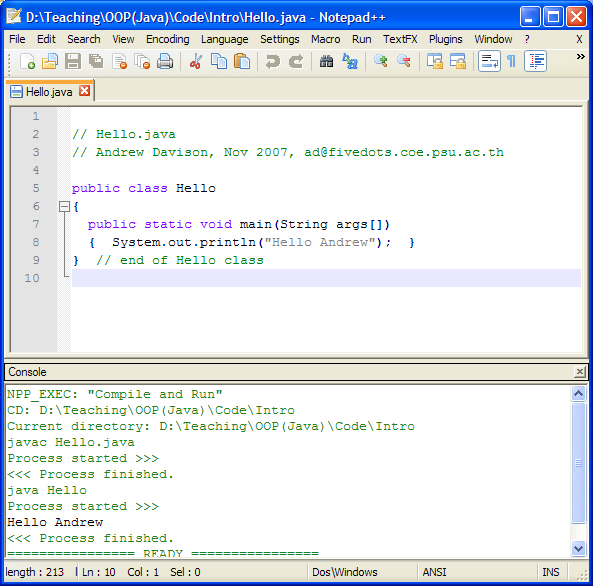 D:\Teaching\OOP(Java)\Code\Intro\Hello.java - Notepad++
File Edit Search View Encoding Language Settings Macro Run TextFX Plugins Window ? X
Hello.java
1
2 // Hello.java
3 // Andrew Davison, Nov 2007, ad@fivedots.coe.psu.ac.th
4
5 public class Hello
6 {
7 public static void main(String args[])
8 { System.out.println("Hello Andrew"); }
9 } // end of Hello class
10
Console
NPP_EXEC: "Compile and Run"
CD: D:\Teaching\OOP(Java)\Code\Intro
Current directory: D:\Teaching\OOP(Java)\Code\Intro
javac Hello.java
Process started >>>
<<< Process finished.
java Hello
Process started >>>
Hello Andrew
<<< Process finished.
================ READY ================
length : 213 Ln : 10 Col : 1 Sel : 0 Dos\Windows ANSI INS